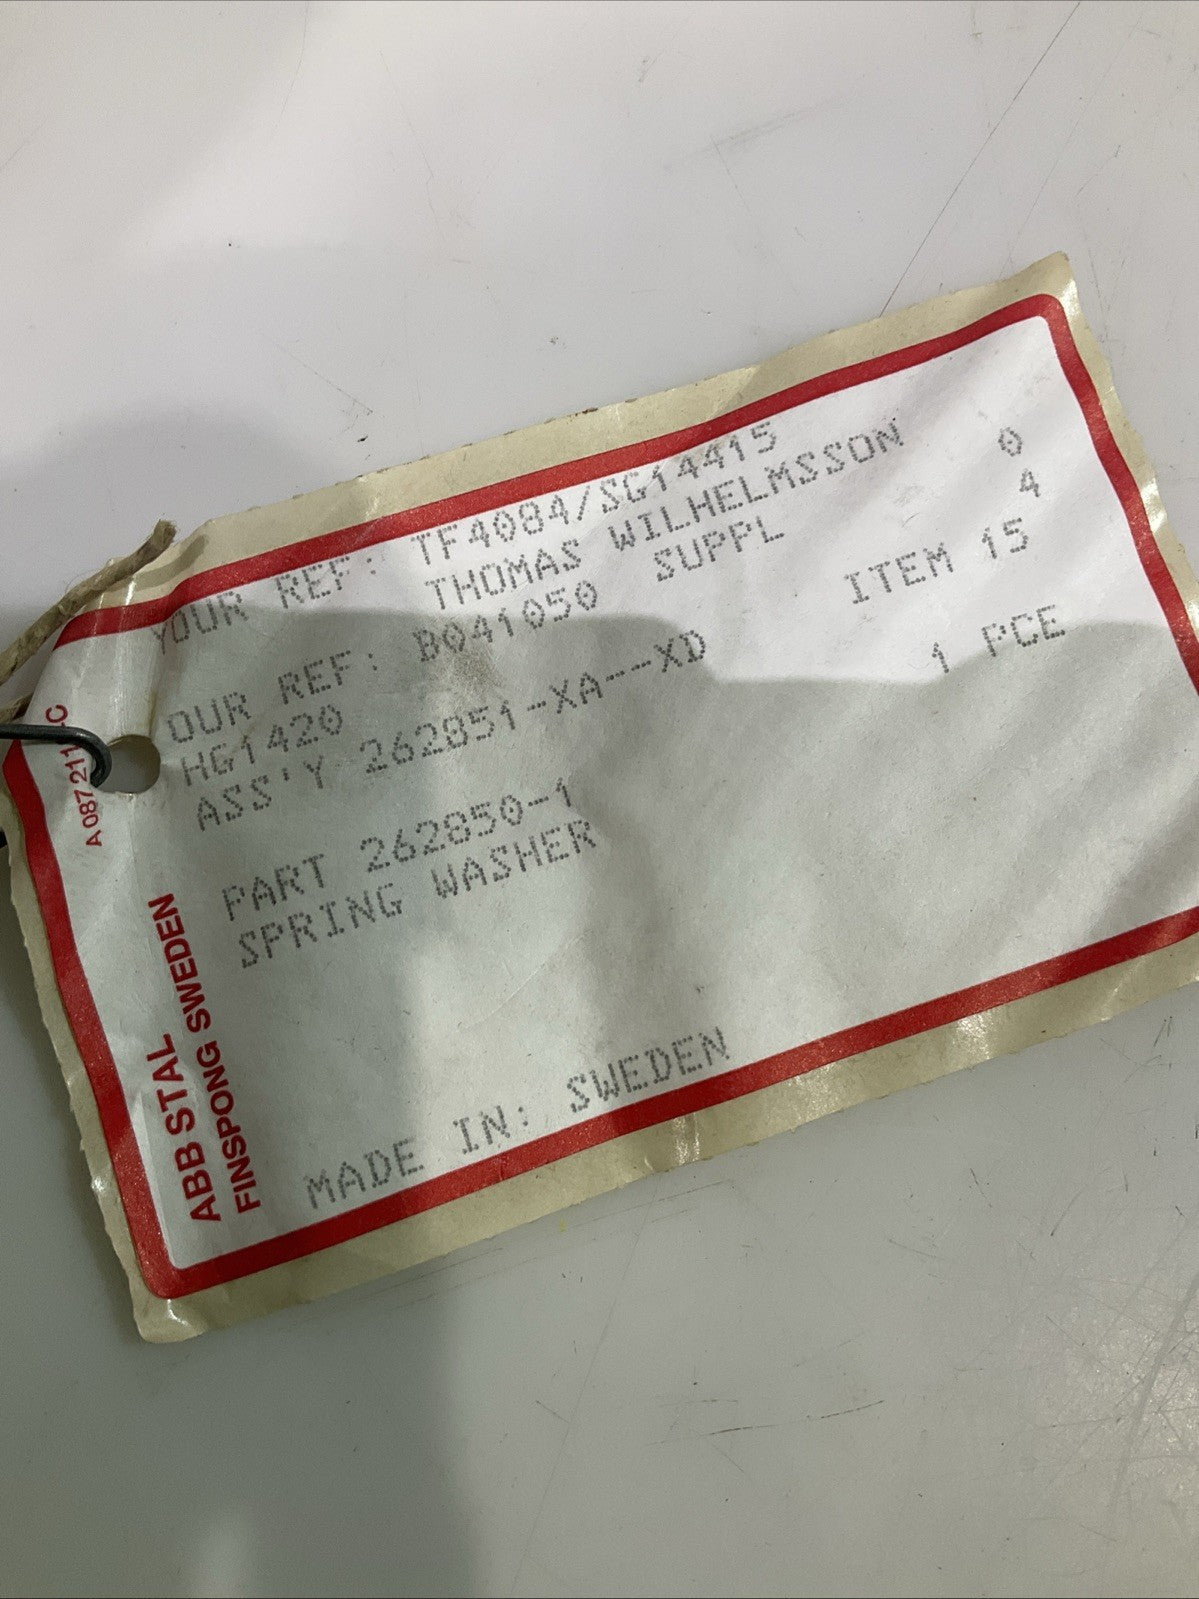 YOUR REF: TF4084/SG14415
THOMAS WILHELMSSON 0
OUR REF: B041050 SUPPL 4
HG1420 ITEM 15
ASS'Y 262851-XA--XD
1 PCE
PART 262850-1
SPRING WASHER
MADE IN: SWEDEN
ABB STAL
FINSPONG SWEDEN